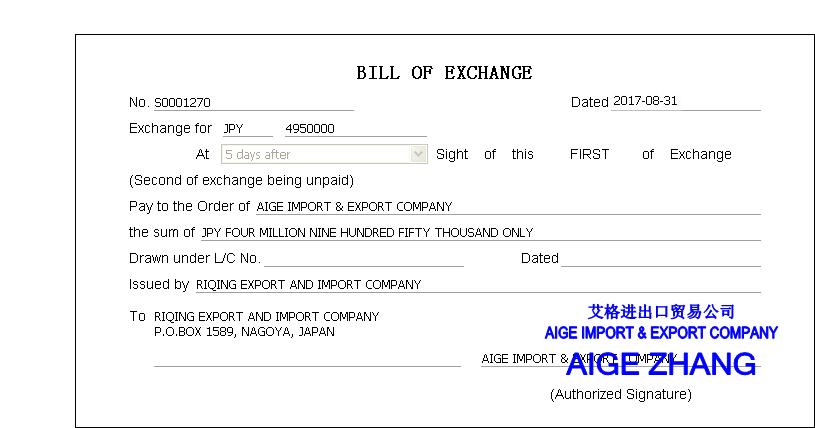 BILL OF EXCHANGE
No. S0001270 Dated 2017-08-31
Exchange for JPY 4950000
At 5 days after Sight of this FIRST of Exchange
(Second of exchange being unpaid)
Pay to the Order of AIGE IMPORT & EXPORT COMPANY
the sum of JPY FOUR MILLION NINE HUNDRED FIFTY THOUSAND ONLY
Drawn under L/C No. Dated
Issued by RIQING EXPORT AND IMPORT COMPANY
To RIQING EXPORT AND IMPORT COMPANY
P.O.BOX 1589, NAGOYA, JAPAN
艾格进出口贸易公司
AIGE IMPORT & EXPORT COMPANY
AIGE IMPORT & EXPORT COMPANY
AIGE ZHANG
(Authorized Signature)